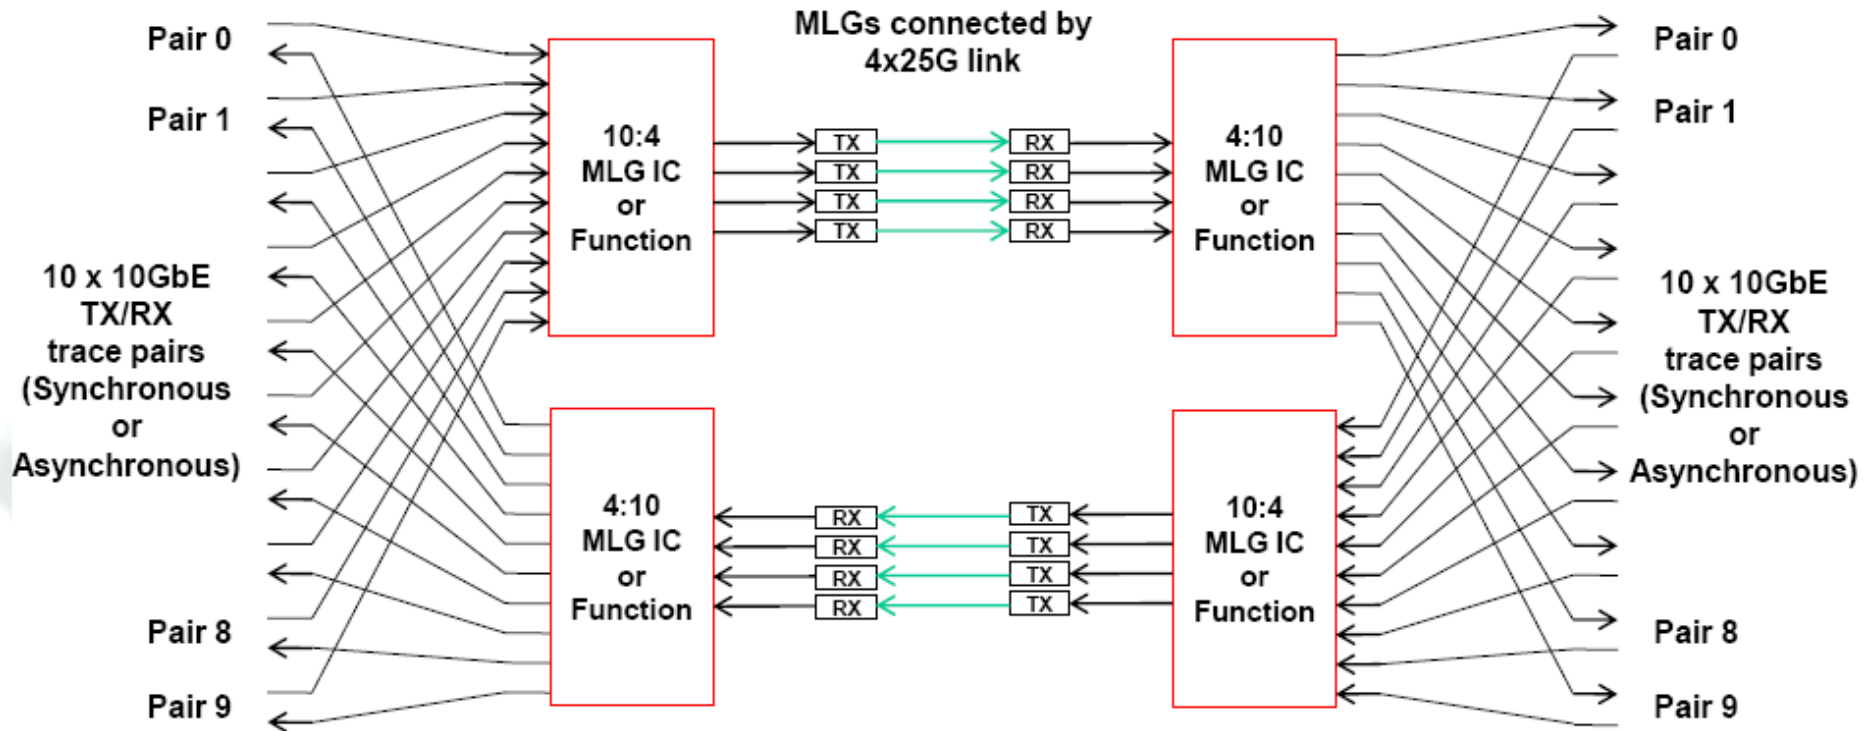 MLGs connected by
4x25G link
Pair 0
Pair 1
10 x 10GbE
TX/RX
trace pairs
(Synchronous
or
Asynchronous)
Pair 8
Pair 9
10:4
MLG IC
or
Function
TX
TX
TX
TX
RX
RX
RX
RX
4:10
MLG IC
or
Function
4:10
MLG IC
or
Function
RX
RX
RX
RX
TX
TX
TX
TX
10:4
MLG IC
or
Function
Pair 0
Pair 1
10 x 10GbE
TX/RX
trace pairs
(Synchronous
or
Asynchronous)
Pair 8
Pair 9